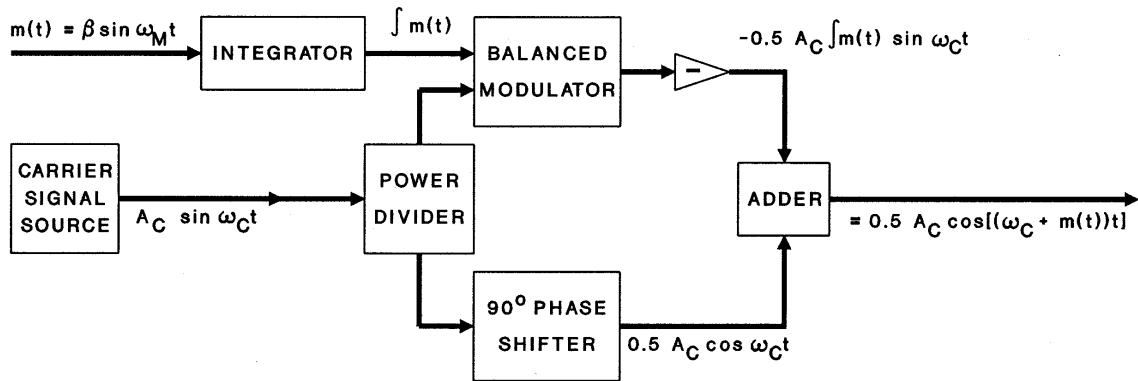 m(t) = β sin ω_M t
INTEGRATOR
∫ m(t)
BALANCED
MODULATOR
−
-0.5 A_C ∫m(t) sin ω_C t
CARRIER
SIGNAL
SOURCE
A_C sin ω_C t
POWER
DIVIDER
ADDER
= 0.5 A_C cos[(ω_C + m(t))t]
90° PHASE
SHIFTER
0.5 A_C cos ω_C t